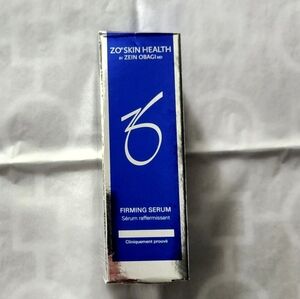 ZO® SKIN HEALTH
BY ZEIN OBAGI MD
FIRMING SERUM
Sérum raffermissant
Cliniquement prouvé